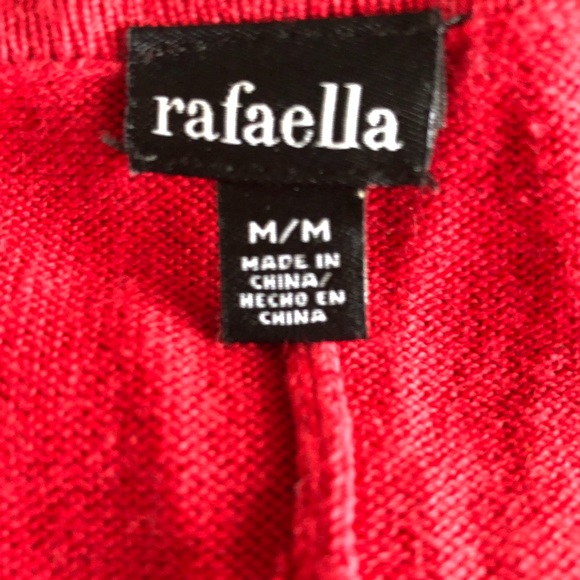 rafaella
M/M
MADE IN
CHINA/
HECHO EN
CHINA